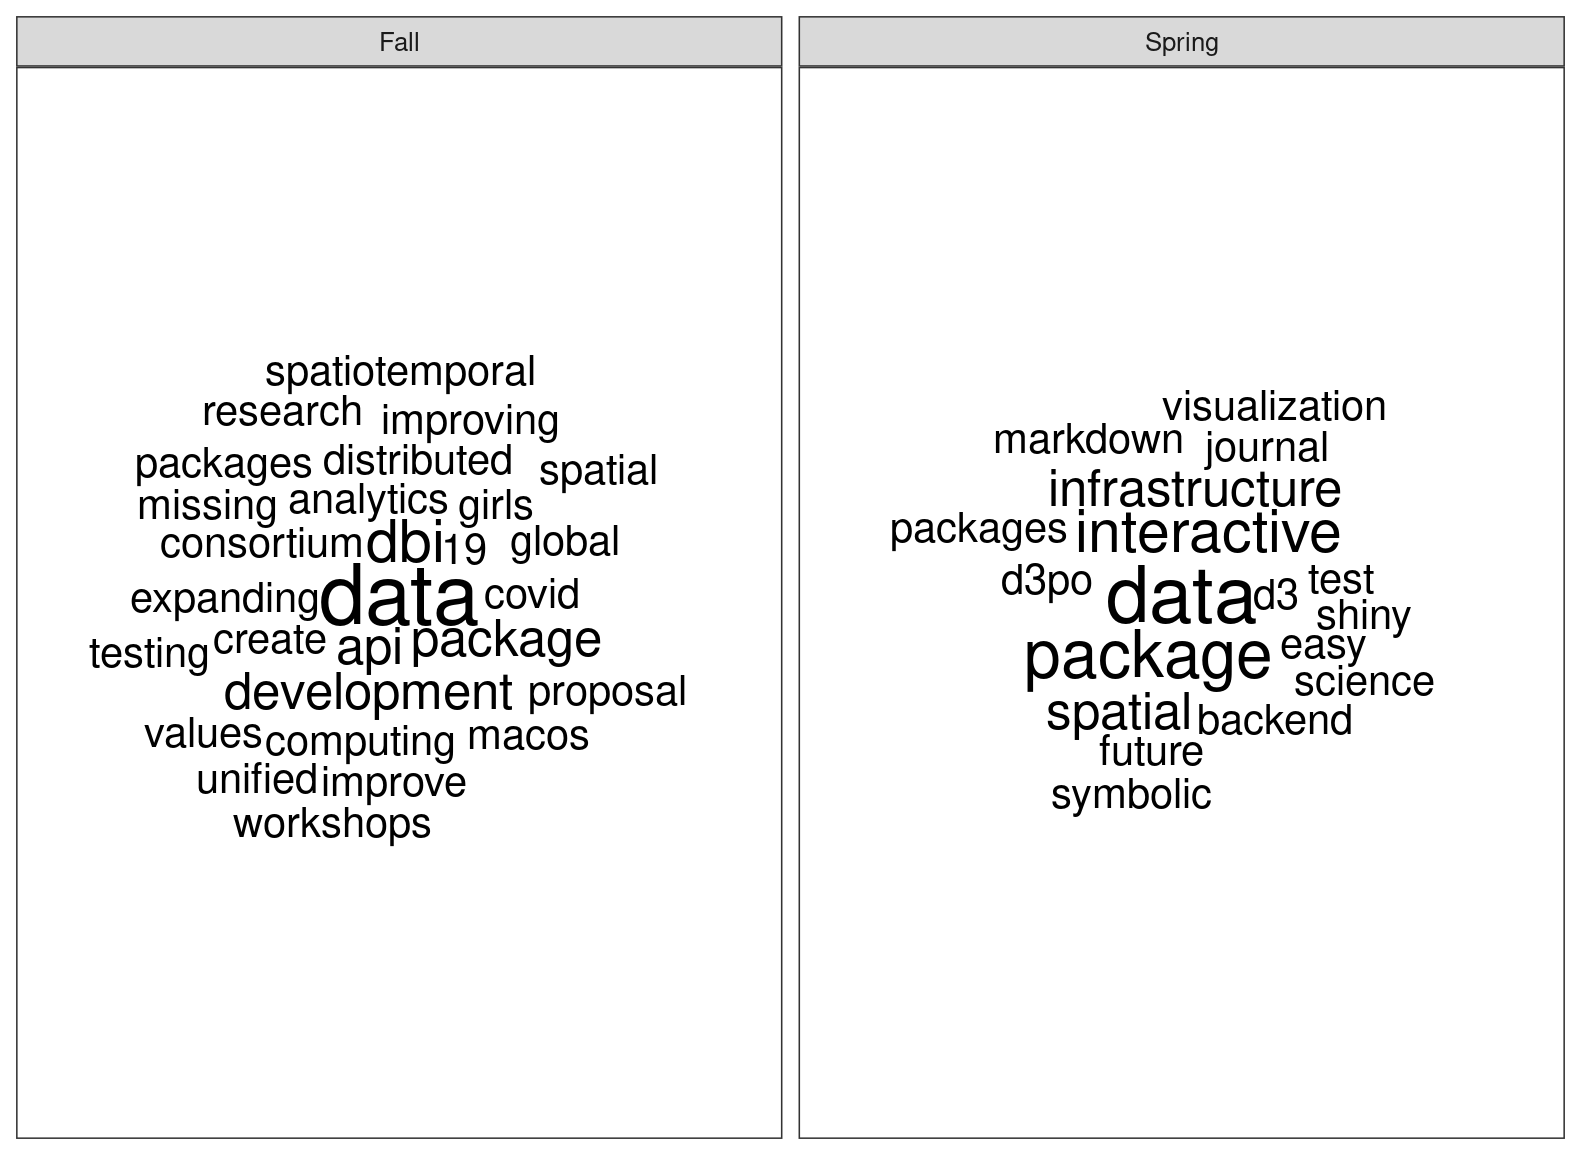 Fall
spatiotemporal
research improving
packages distributed spatial
missing analytics girls
consortium dbi 19 global
expanding data covid
testing create api package
development proposal
values computing macos
unified improve
workshops
Spring
visualization
markdown journal
infrastructure
packages interactive
d3po data d3 test
shiny
package easy
science
spatial backend
future
symbolic